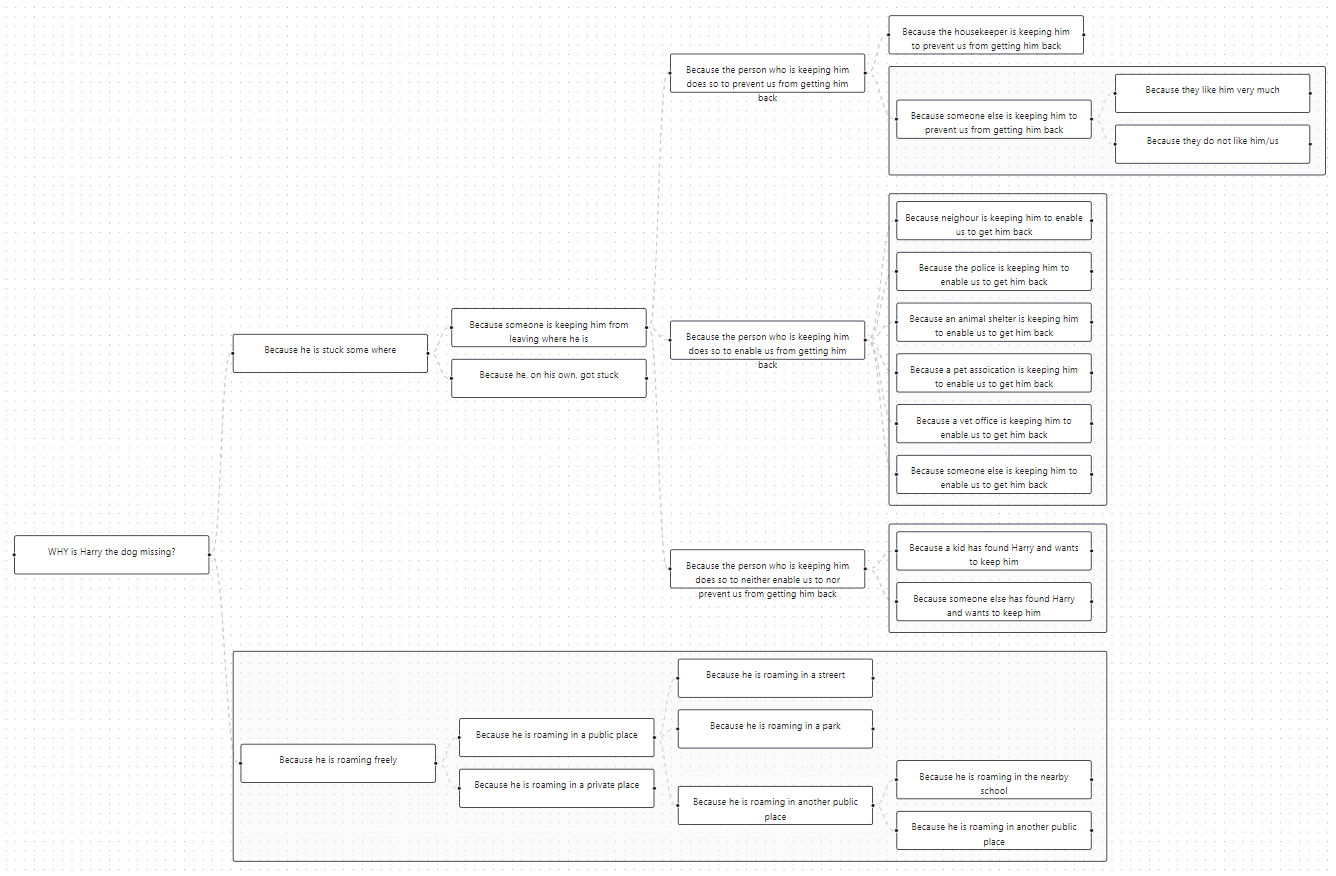 Because the housekeeper is keeping him
to prevent us from getting him back
Because the person who is keeping him
does so to prevent us from getting him
back
Because they like him very much
Because someone else is keeping him to
prevent us from getting him back
Because they do not like him/us
Because neighour is keeping him to enable
us to get him back
Because the police is keeping him to
enable us to get him back
Because an animal shelter is keeping him
to enable us to get him back
Because someone is keeping him from
leaving where he is
Because the person who is keeping him
does so to enable us from getting him
back
Because he is stuck some where
Because a pet assoication is keeping him
to enable us to get him back
Because he, on his own, got stuck
Because a vet office is keeping him to
enable us to get him back
Because someone else is keeping him to
enable us to get him back
WHY is Harry the dog missing?
Because a kid has found Harry and wants
to keep him
Because the person who is keeping him
does so to neither enable us to nor
prevent us from getting him back
Because someone else has found Harry
and wants to keep him
Because he is roaming in a streert
Because he is roaming in a park
Because he is roaming in a public place
Because he is roaming freely
Because he is roaming in a private place
Because he is roaming in the nearby
school
Because he is roaming in another public
place
Because he is roaming in another public
place